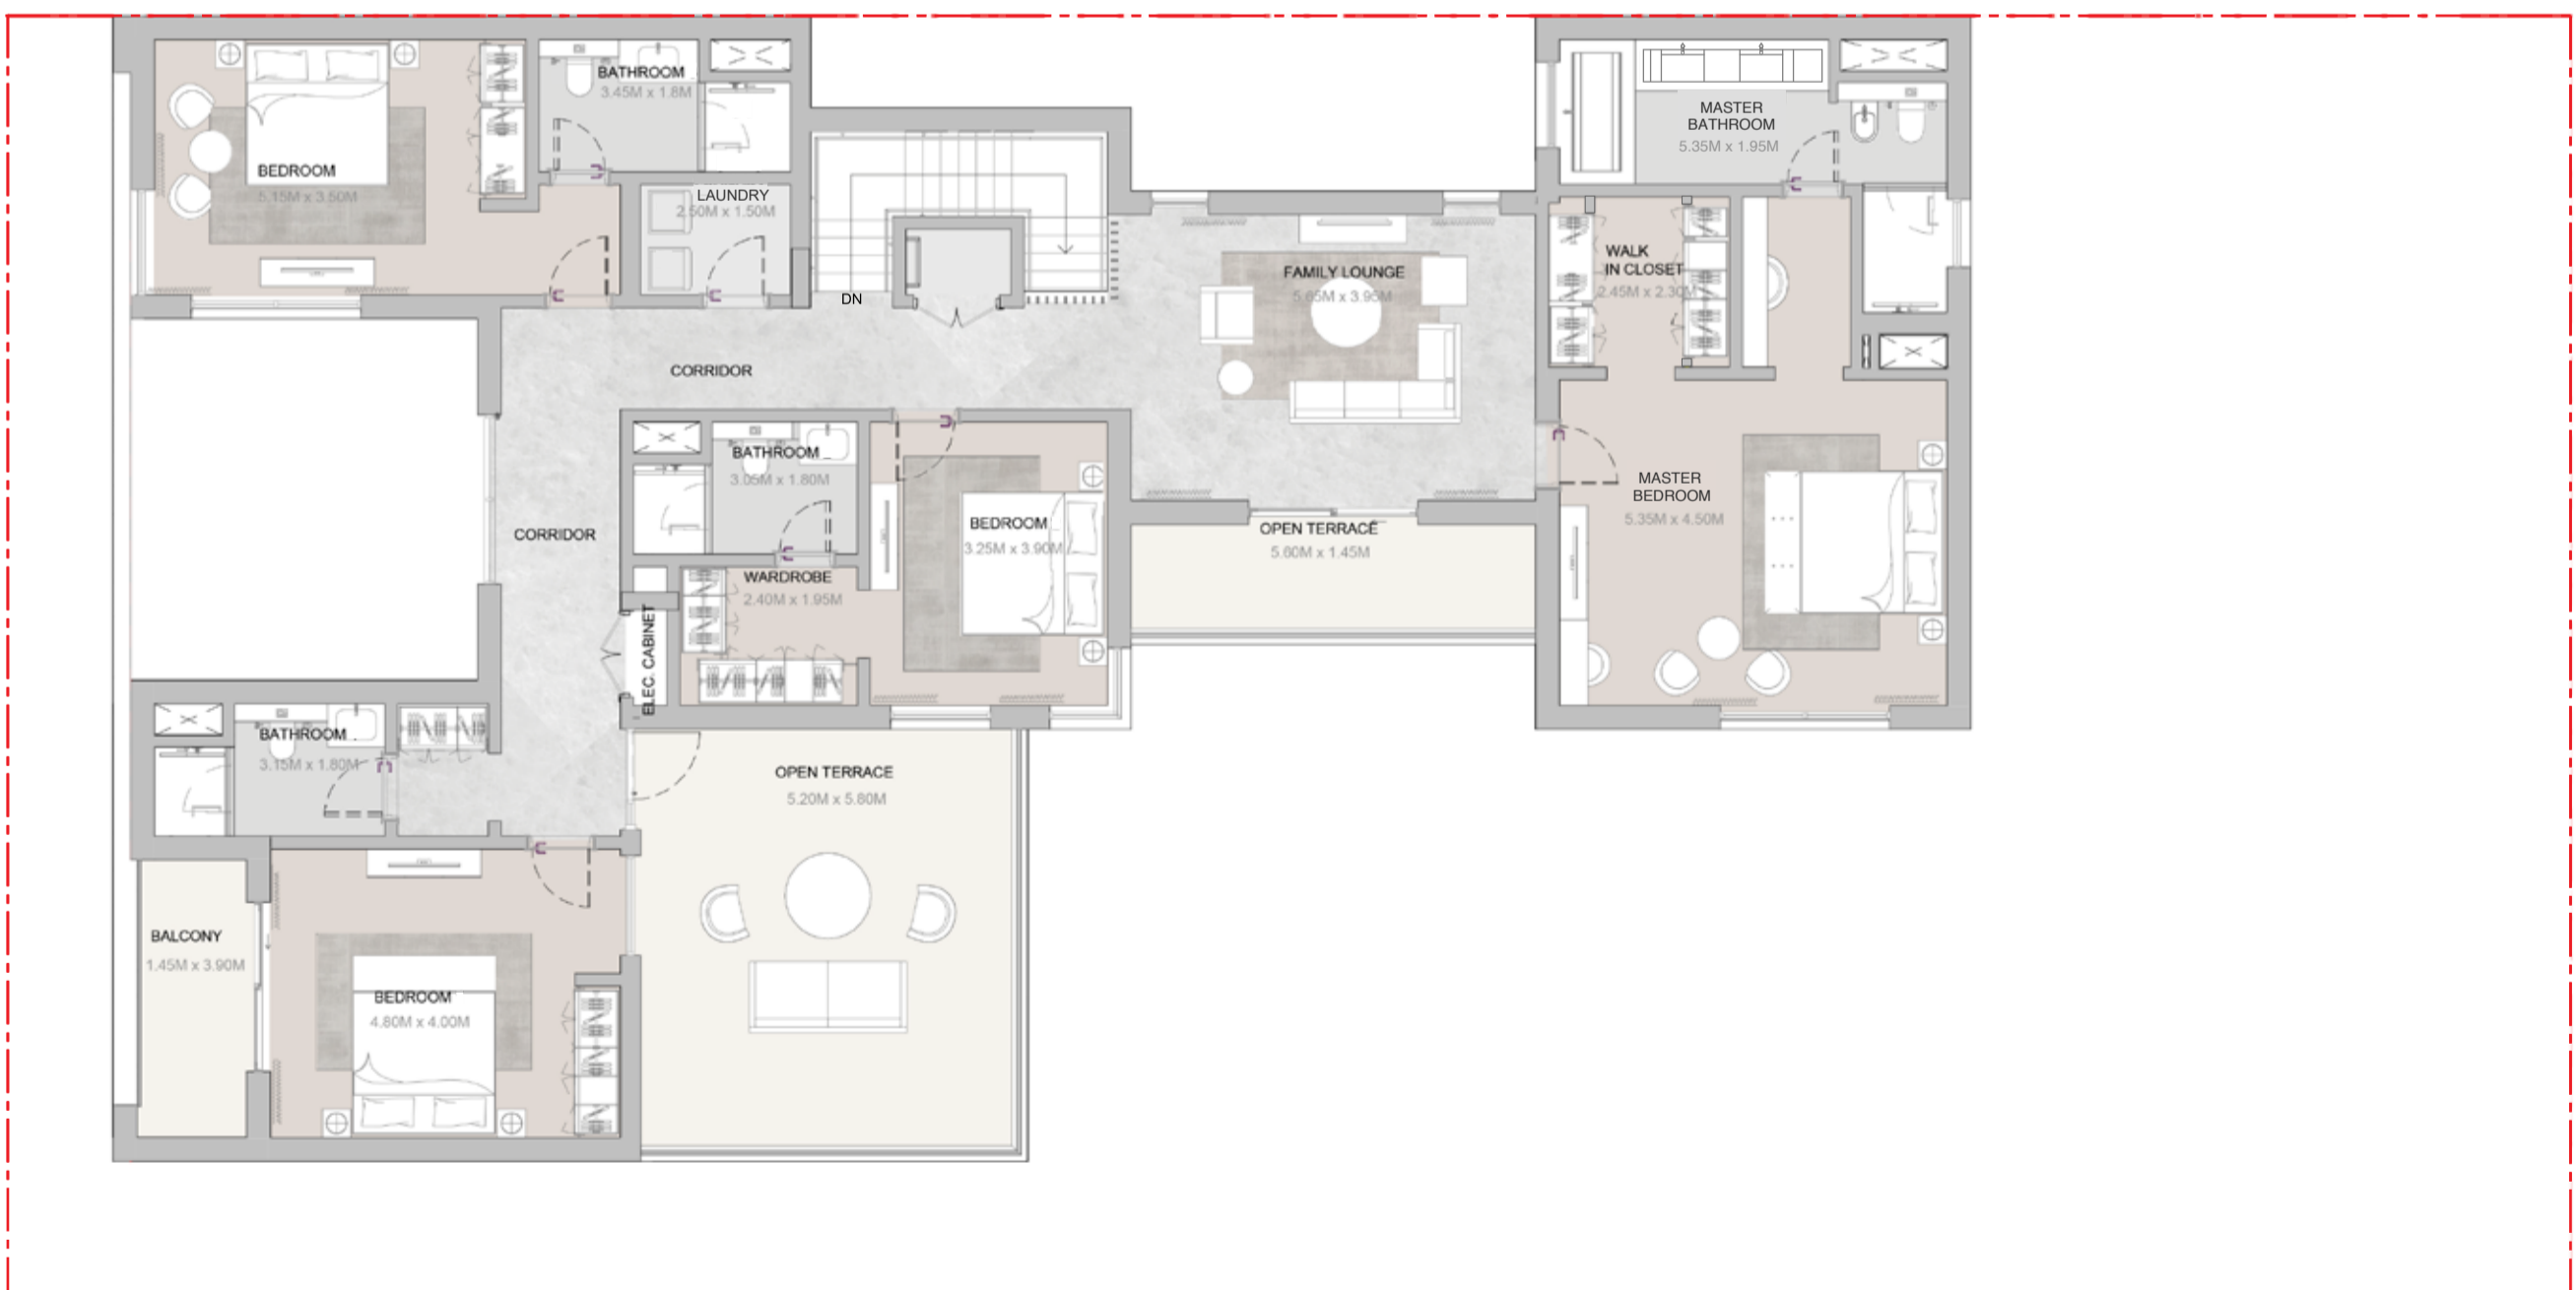 BATHROOM
3.45M x 1.8M
BEDROOM
5.15M x 3.50M
LAUNDRY
2.50M x 1.50M
DN
CORRIDOR
FAMILY LOUNGE
5.65M x 3.95M
MASTER
BATHROOM
5.35M x 1.95M
WALK
IN CLOSET
2.45M x 2.30M
BATHROOM
3.05M x 1.80M
BEDROOM
3.25M x 3.90M
CORRIDOR
WARDROBE
2.40M x 1.95M
ELEC. CABINET
OPEN TERRACE
5.60M x 1.45M
MASTER
BEDROOM
5.35M x 4.50M
BATHROOM
3.15M x 1.80M
OPEN TERRACE
5.20M x 5.80M
BALCONY
1.45M x 3.90M
BEDROOM
4.80M x 4.00M